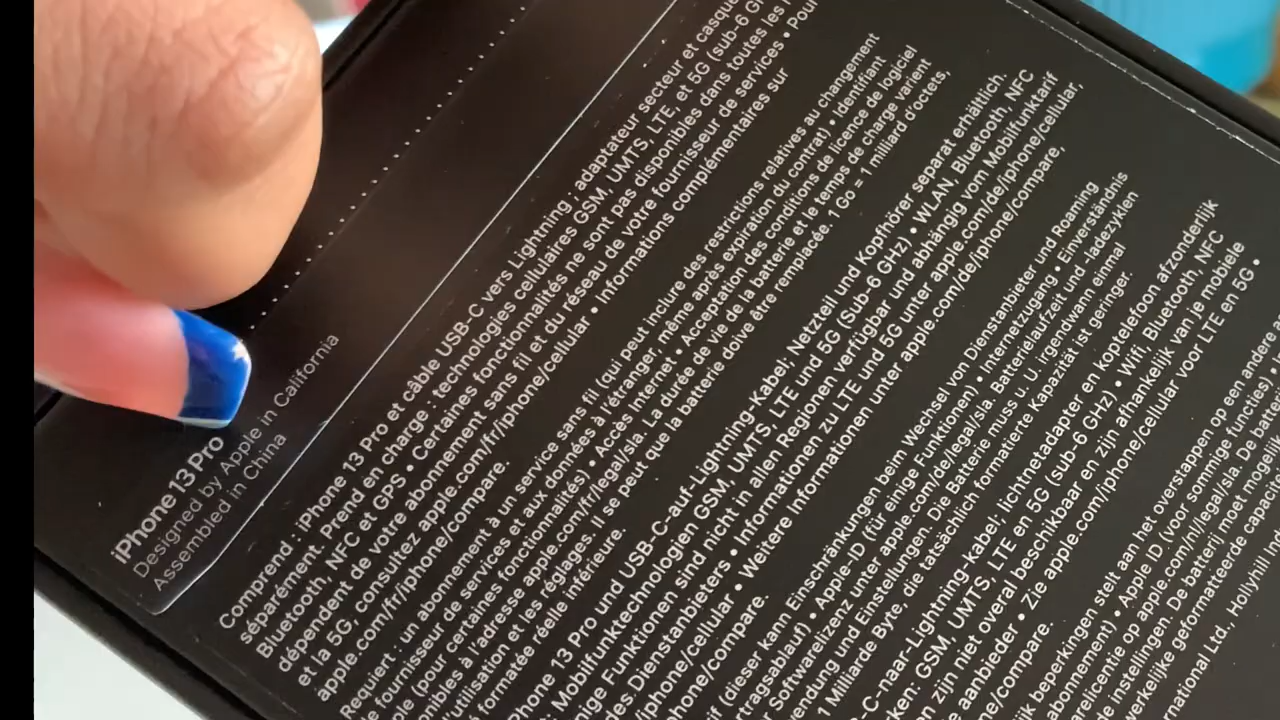 iPhone 13 Pro
Designed by Apple in California
Assembled in China
Comprend : iPhone 13 Pro et câble USB-C vers Lightning ; adaptateur secteur et casque
séparément. Prend en charge : technologies cellulaires GSM, UMTS, LTE, et 5G (sub-6
Bluetooth, NFC et GPS • Certaines fonctionnalités ne sont pas disponibles dans toutes les
dépendent de votre abonnement sans fil et du réseau de votre fournisseur de services • Pour
et la 5G, consultez apple.com/fr/iphone/cellular • Informations complémentaires sur
apple.com/fr/iphone/compare.
Requiert : un abonnement à un service sans fil (qui peut inclure des restrictions relatives au changement
fournisseur de services et aux données à l'étranger, même après expiration du contrat) • Identifiant
(pour certaines fonctionnalités) • Accès Internet • Acceptation des conditions de licence de logiciel
à l'adresse apple.com/fr/legal/sla. La durée de vie de la batterie et le temps de charge varient
l'utilisation et les réglages. Il se peut que la batterie doive être remplacée. 1 Go = 1 milliard d'octets,
formatée réelle inférieure.
13 Pro und USB-C-auf-Lightning-Kabel; Netzteil und Kopfhörer separat erhältlich.
Mobilfunktechnologien GSM, UMTS, LTE und 5G (Sub-6 GHz) • WLAN, Bluetooth, NFC
Funktionen sind nicht in allen Regionen verfügbar und abhängig vom Mobilfunktarif
des Dienstanbieters • Informationen zu LTE und 5G unter apple.com/de/iphone/cellular,
/iphone/cellular • Weitere Informationen unter apple.com/de/iphone/compare,
/iphone/compare.
(dieser kann Einschränkungen beim Wechsel von Dienstanbieter und Roaming
• Apple-ID (für einige Funktionen) • Internetzugang • Einverständnis
Softwarelizenz unter apple.com/de/legal/sla. Batterielaufzeit und -ladezyklen
und Einstellungen. Die Batterie muss u. U. irgendwann einmal
1 Milliarde Byte, die tatsächlich formatierte Kapazität ist geringer.
-C-naar-Lightning-kabel; lichtnetadapter en koptelefoon afzonderlijk
GSM, UMTS, LTE en 5G (sub-6 GHz) • Wifi, Bluetooth, NFC
zijn niet overal beschikbaar en zijn afhankelijk van je mobiele
aanbieder • Zie apple.com/nl/iphone/cellular voor LTE en 5G •
/iphone/compare.
beperkingen stelt aan het overstappen op een andere
abonnement) • Apple ID (voor sommige functies) •
op apple.com/nl/legal/sla. De
instellingen. De batterij moet mogelijk
werkelijke geformatteerde
Ltd., Hollyhill